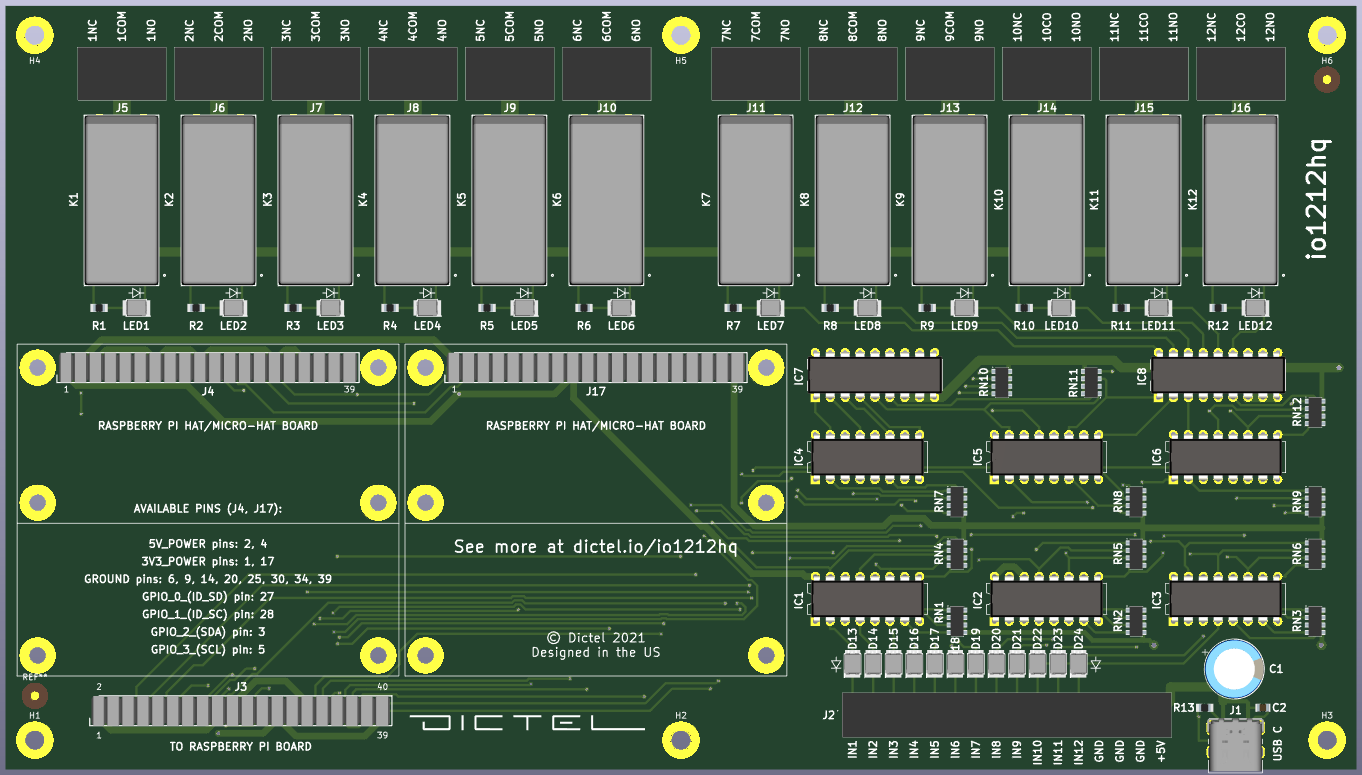 1NC 1COM 1NO 2NC 2COM 2NO 3NC 3COM 3NO 4NC 4COM 4NO 5NC 5COM 5NO 6NC 6COM 6NO 7NC 7COM 7NO 8NC 8COM 8NO 9NC 9COM 9NO 10NC 10CO 10NO 11NC 11CO 11NO 12NC 12CO 12NO
H4 H5 H6
J5 J6 J7 J8 J9 J10 J11 J12 J13 J14 J15 J16
io1212hq
K1 K2 K3 K4 K5 K6 K7 K8 K9 K10 K11 K12
R1 LED1 R2 LED2 R3 LED3 R4 LED4 R5 LED5 R6 LED6 R7 LED7 R8 LED8 R9 LED9 R10 LED10 R11 LED11 R12 LED12
1 J4 39 1 J17 39
IC7 RN10 RN11 IC8
RN12
RASPBERRY PI HAT/MICRO-HAT BOARD RASPBERRY PI HAT/MICRO-HAT BOARD
IC4 IC5 IC6
RN7 RN8 RN9
AVAILABLE PINS (J4, J17):
5V_POWER pins: 2, 4
3V3_POWER pins: 1, 17
GROUND pins: 6, 9, 14, 20, 25, 30, 34, 39
GPIO_0_(ID_SD) pin: 27
GPIO_1_(ID_SC) pin: 28
GPIO_2_(SDA) pin: 3
GPIO_3_(SCL) pin: 5
See more at dictel.io/io1212hq
RN4 RN5 RN6
IC1 IC2 IC3
RN1 RN2 RN3
© Dictel 2021
Designed in the US
D13 D14 D15 D16 D17 18 D19 D20 D21 D22 D23 D24
C1
REF**
2 J3 40
H1 H2 H3
1 39
TO RASPBERRY PI BOARD
DICTEL
J2
R13 J1 C2
USB C
IN1 IN2 IN3 IN4 IN5 IN6 IN7 IN8 IN9 IN10 IN11 IN12 GND GND GND +5V